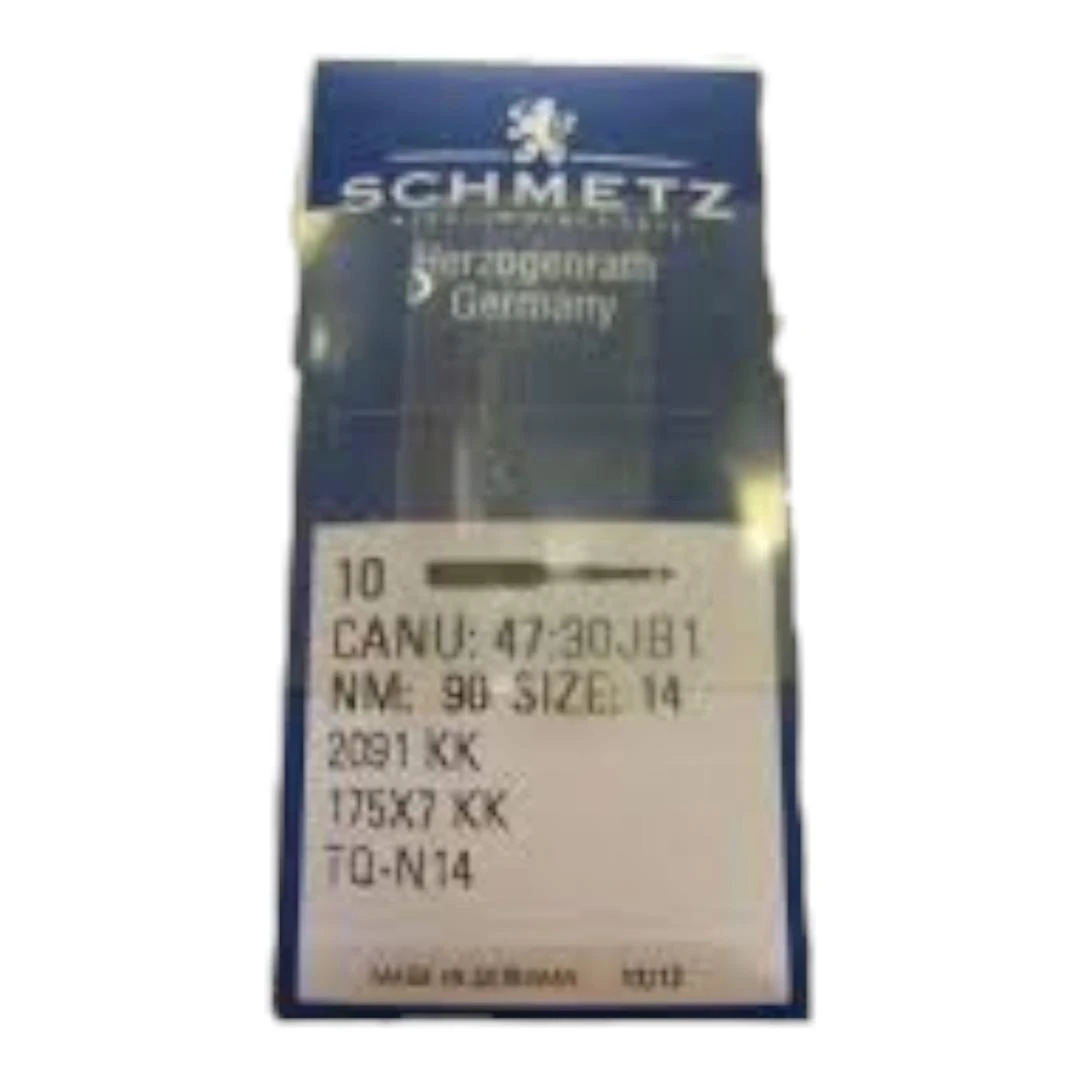 SCHMETZ
Herzogenrath
Germany
10
CANU: 47:30JB1
NM: 90 SIZE: 14
2091 KK
175X7 KK
TQ-N14
MADE IN GERMANY